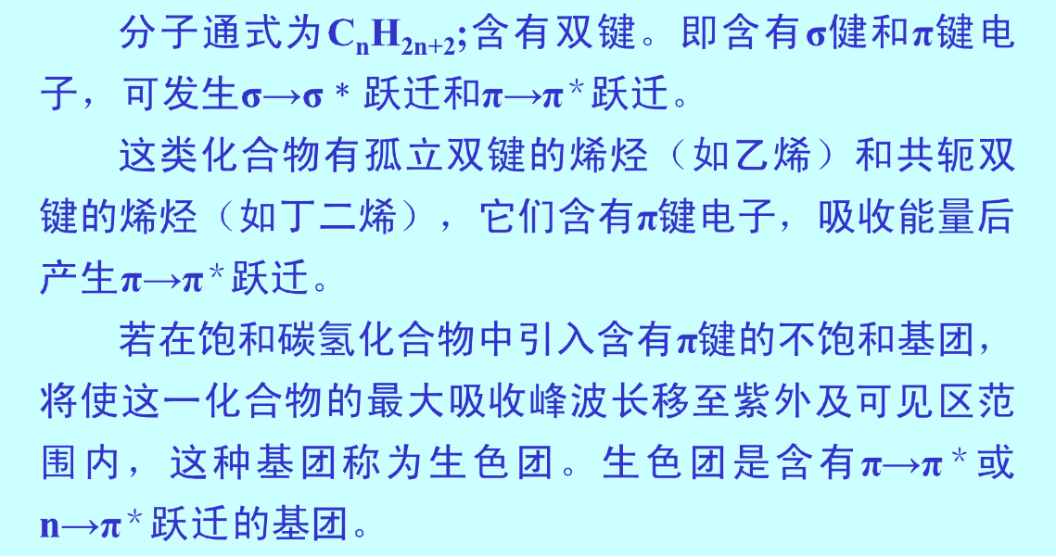 分子通式为CnH2n+2;含有双键。即含有σ健和π键电
子，可发生σ→σ*跃迁和π→π*跃迁。
这类化合物有孤立双键的烯烃（如乙烯）和共轭双
键的烯烃（如丁二烯），它们含有π键电子，吸收能量后
产生π→π*跃迁。
若在饱和碳氢化合物中引入含有π键的不饱和基团，
将使这一化合物的最大吸收峰波长移至紫外及可见区范
围内，这种基团称为生色团。生色团是含有π→π*或
n→π*跃迁的基团。